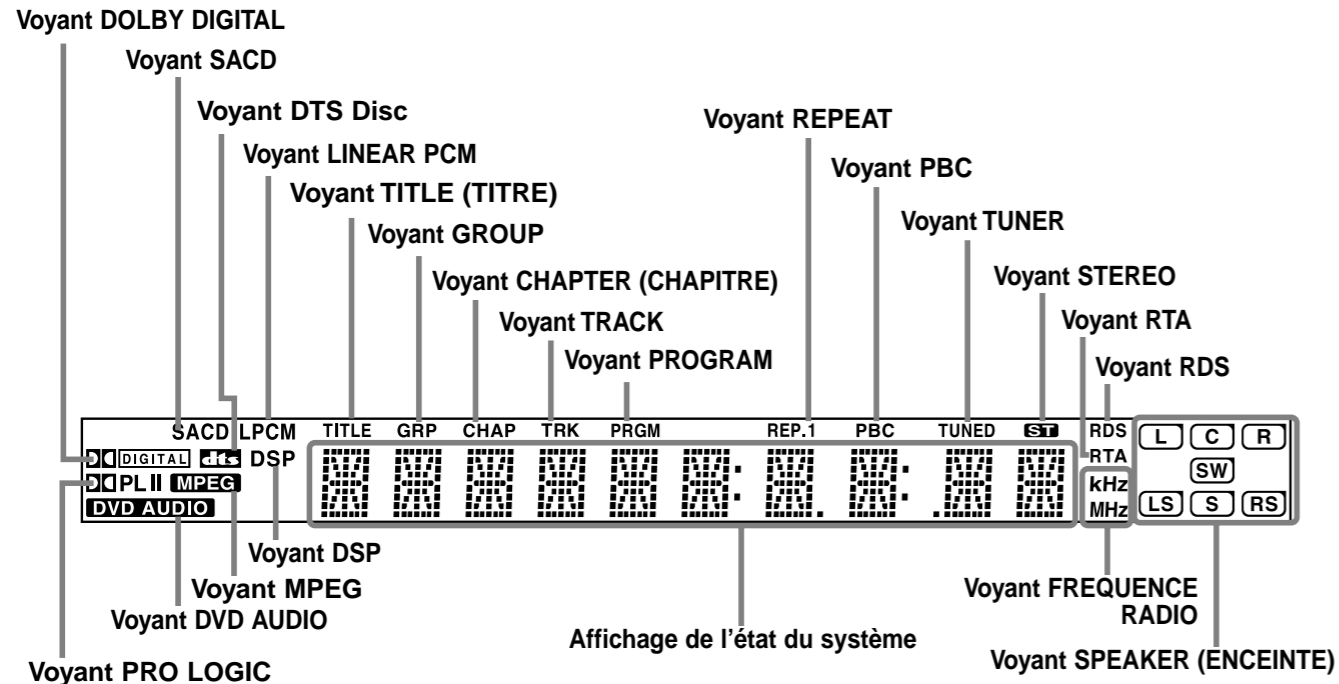 Voyant DOLBY DIGITAL
Voyant SACD
Voyant DTS Disc
Voyant LINEAR PCM
Voyant TITLE (TITRE)
Voyant GROUP
Voyant CHAPTER (CHAPITRE)
Voyant TRACK
Voyant PROGRAM
Voyant REPEAT
Voyant PBC
Voyant TUNER
Voyant STEREO
Voyant RTA
Voyant RDS
SACD LPCM TITLE GRP CHAP TRK PRGM REP.1 PBC TUNED ST RDS
DIGITAL dts DSP RTA
PL II MPEG kHz
DVD AUDIO MHz
L C R
SW
LS S RS
Voyant DSP
Voyant MPEG
Voyant DVD AUDIO
Voyant PRO LOGIC
Affichage de l'état du système
Voyant FREQUENCE
RADIO
Voyant SPEAKER (ENCEINTE)